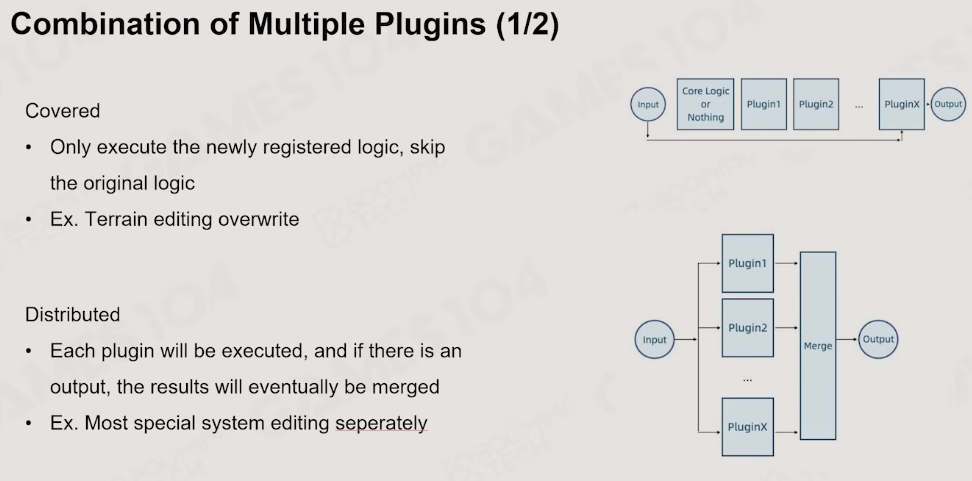 Combination of Multiple Plugins (1/2)
Covered
• Only execute the newly registered logic, skip
the original logic
• Ex. Terrain editing overwrite
Input
Core Logic
or
Nothing
Plugin1
Plugin2
...
PluginX
Output
Distributed
• Each plugin will be executed, and if there is an
output, the results will eventually be merged
• Ex. Most special system editing seperately
Input
Plugin1
Plugin2
...
PluginX
Merge
Output
GAMES104
BOOMING
TECH